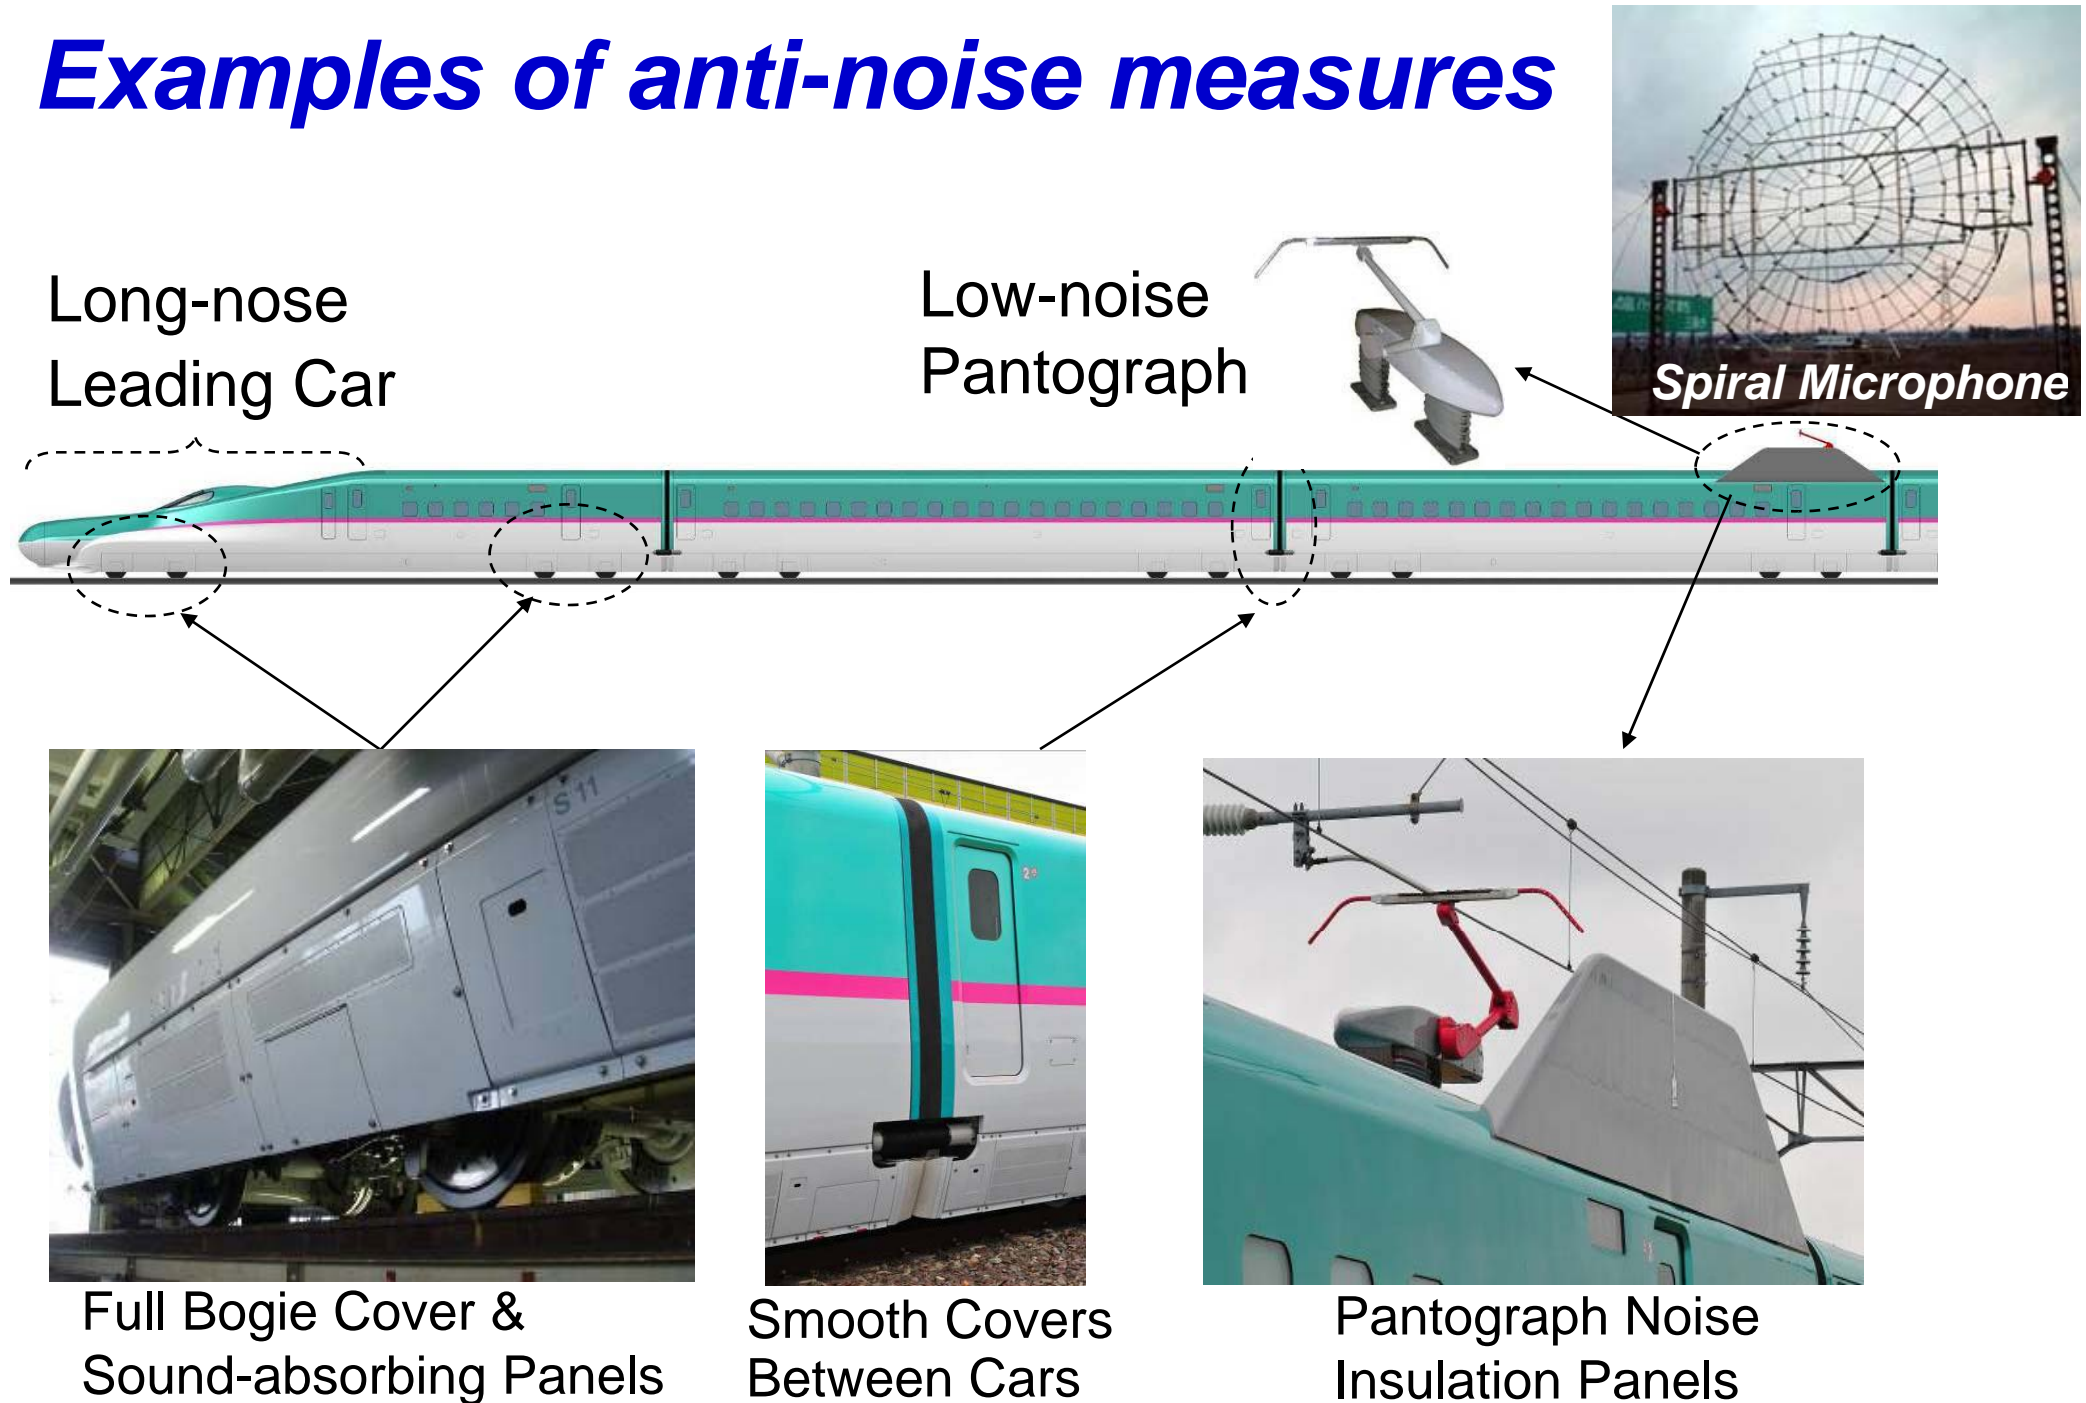 Examples of anti-noise measures
Spiral Microphone
Long-nose
Leading Car
Low-noise
Pantograph
S11
Full Bogie Cover &
Sound-absorbing Panels
Smooth Covers
Between Cars
Pantograph Noise
Insulation Panels